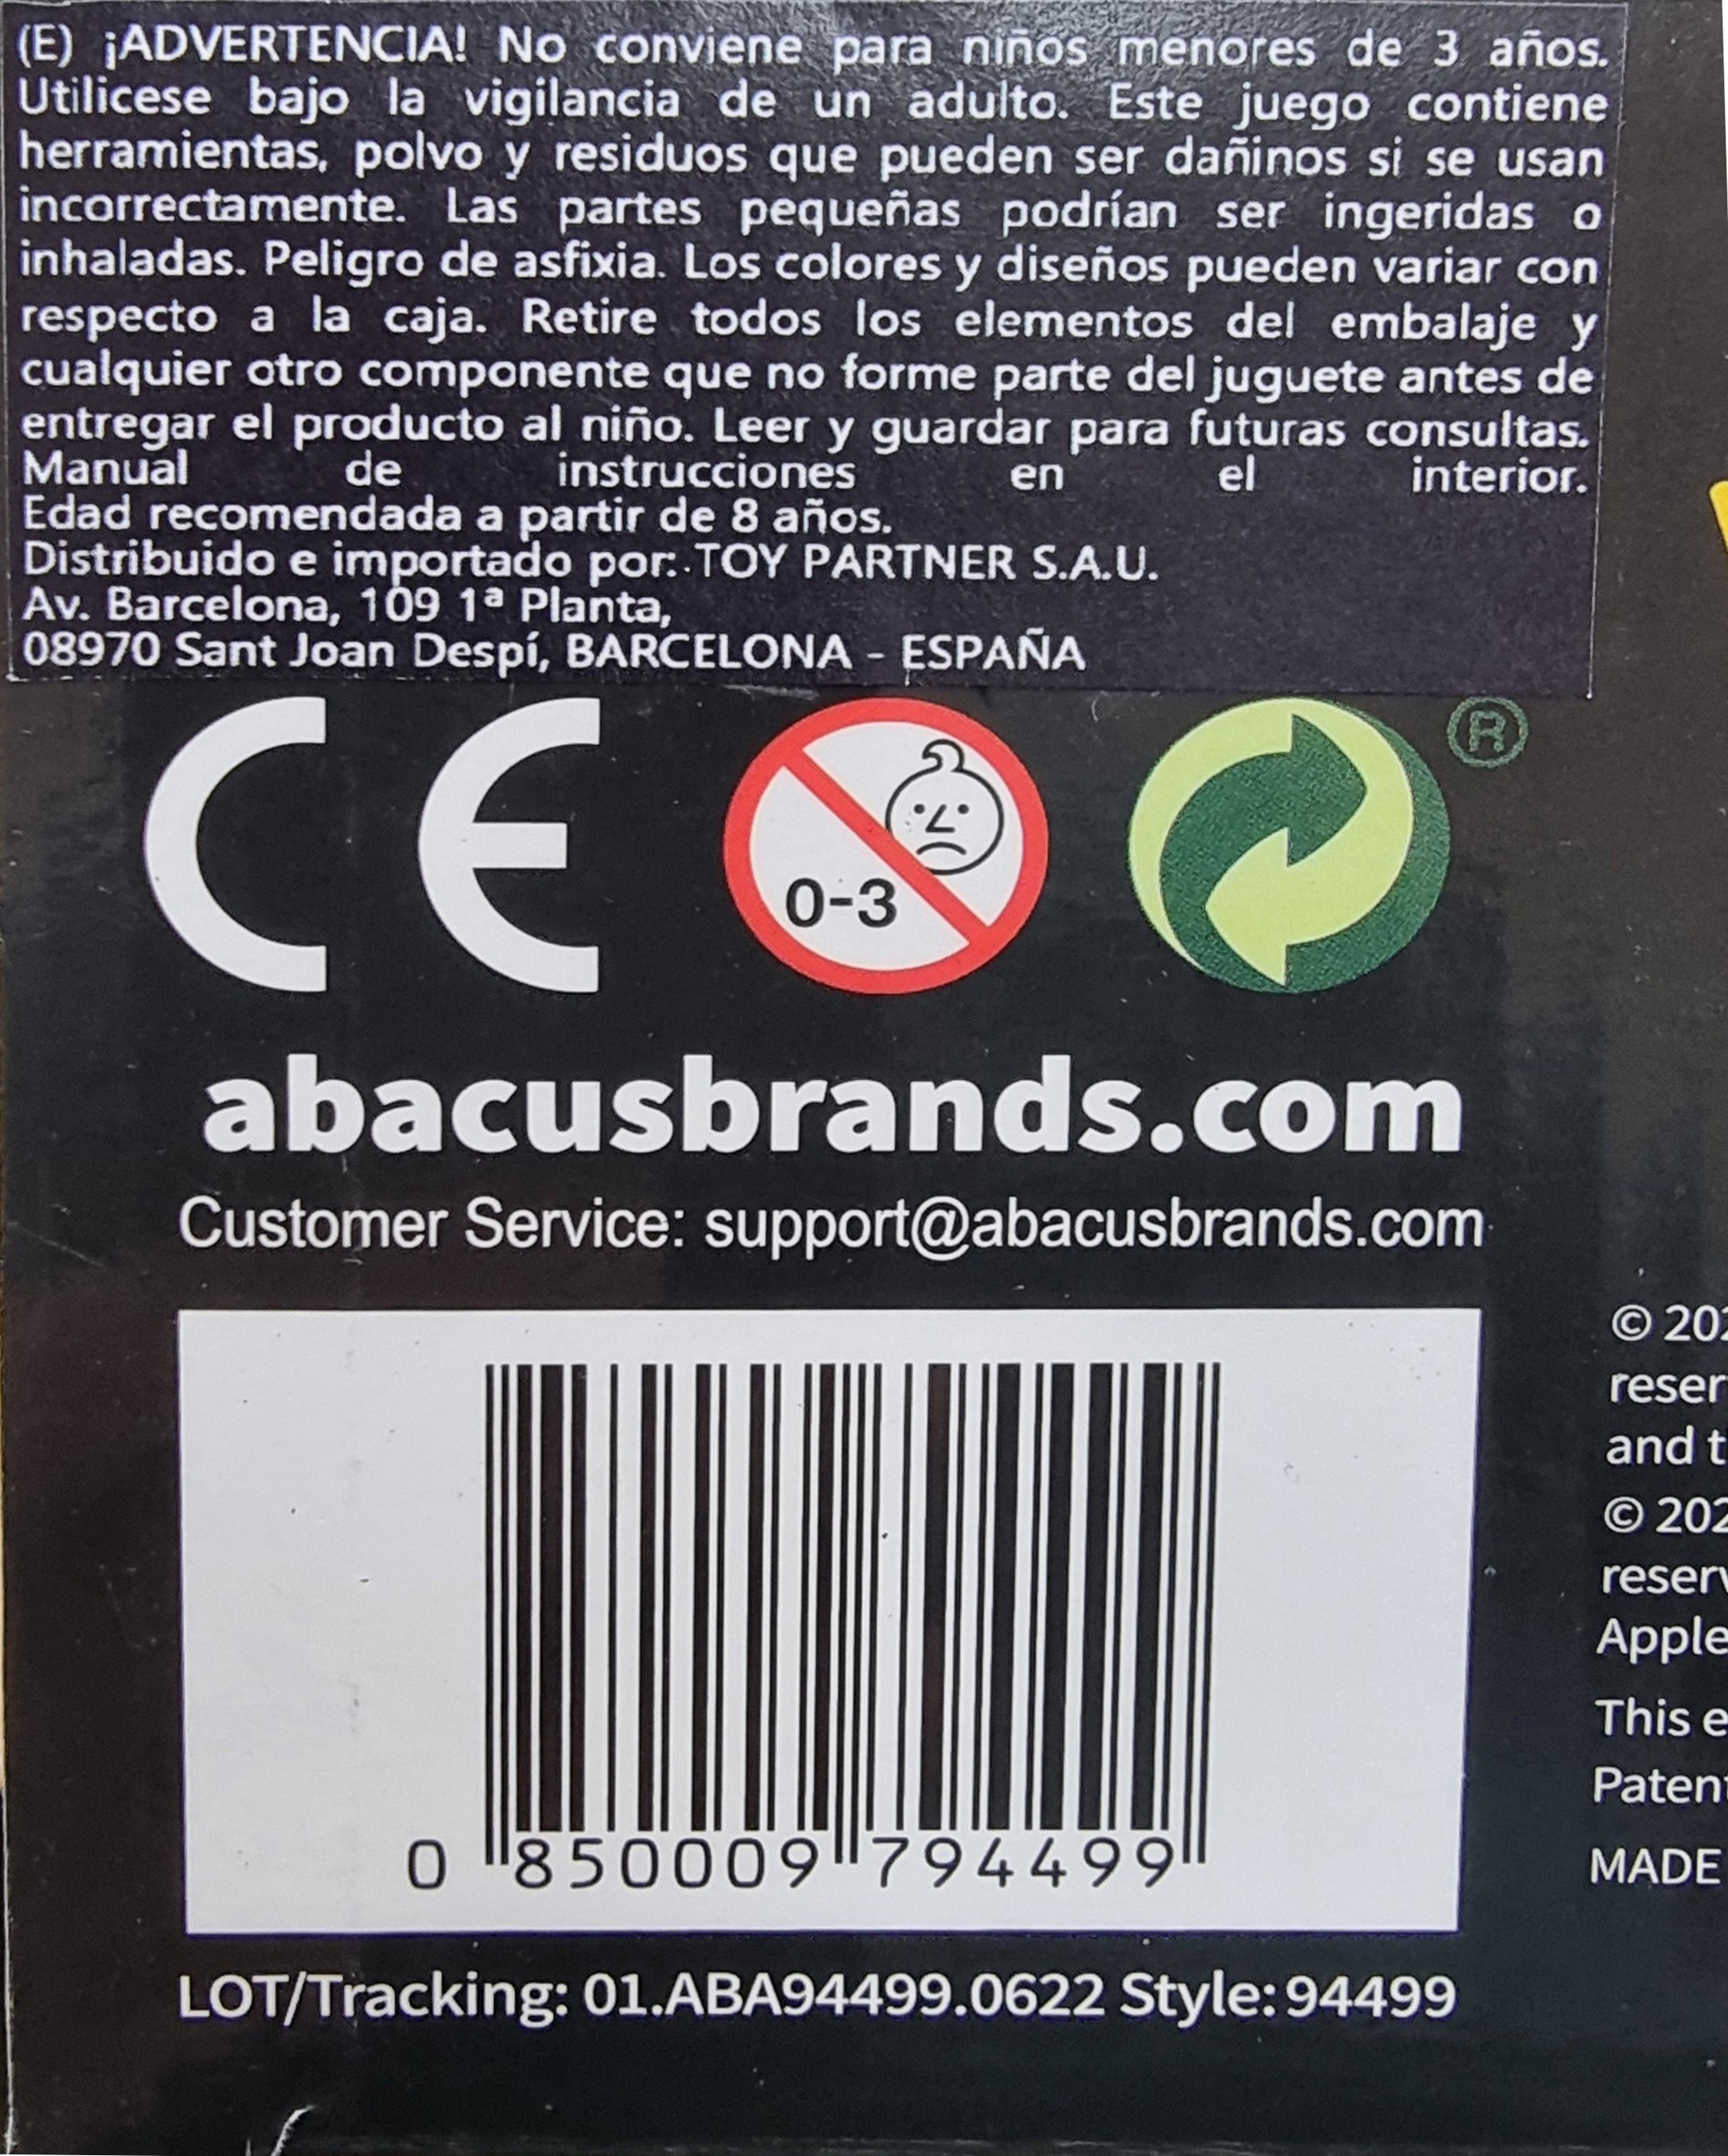 (E) ¡ADVERTENCIA! No conviene para niños menores de 3 años.
Utilicese bajo la vigilancia de un adulto. Este juego contiene
herramientas, polvo y residuos que pueden ser dañinos si se usan
incorrectamente. Las partes pequeñas podrían ser ingeridas o
inhaladas. Peligro de asfixia. Los colores y diseños pueden variar con
respecto a la caja. Retire todos los elementos del embalaje y
cualquier otro componente que no forme parte del juguete antes de
entregar el producto al niño. Leer y guardar para futuras consultas.
Manual de instrucciones en el interior.
Edad recomendada a partir de 8 años.
Distribuido e importado por: TOY PARTNER S.A.U.
Av. Barcelona, 109 1ª Planta,
08970 Sant Joan Despí, BARCELONA - ESPAÑA
CE
0-3
®
abacusbrands.com
Customer Service: support@abacusbrands.com
0 850009 794499
LOT/Tracking: 01.ABA94499.0622 Style: 94499
©
and
©
Apple
This
MADE